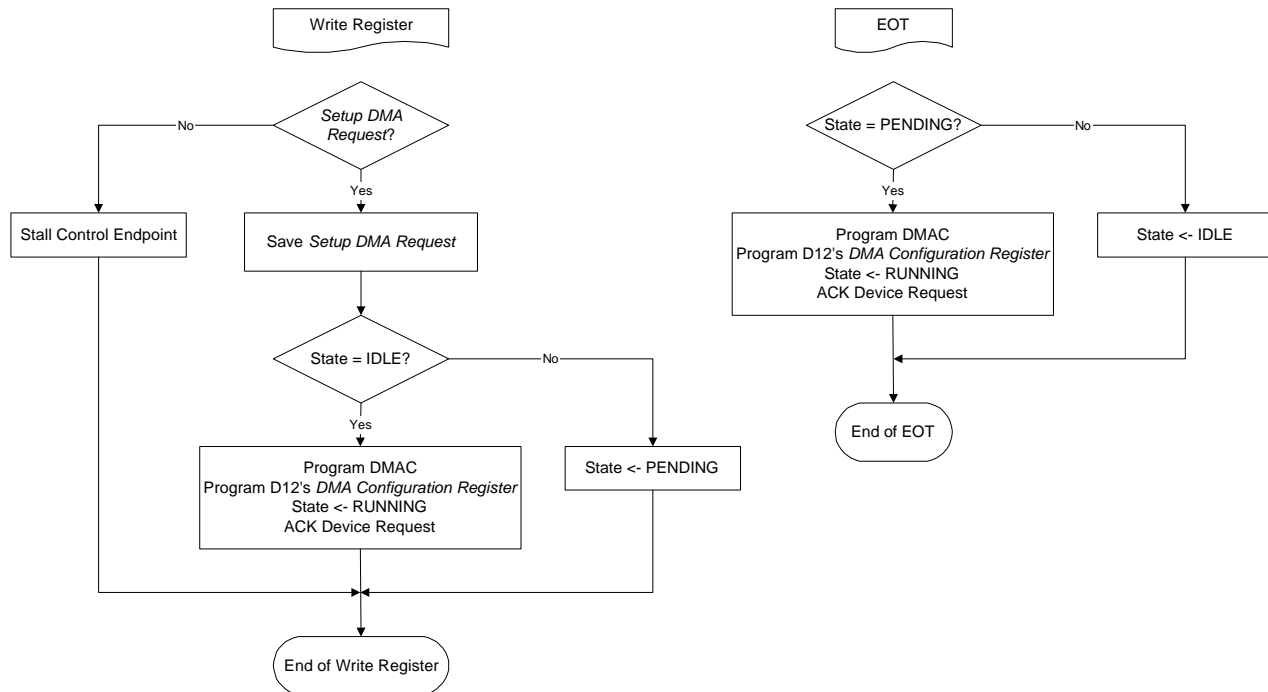 Write Register
Setup DMA
Request?
No
Yes
Stall Control Endpoint
Save Setup DMA Request
State = IDLE?
No
Yes
Program DMAC
Program D12's DMA Configuration Register
State <- RUNNING
ACK Device Request
State <- PENDING
End of Write Register
EOT
State = PENDING?
No
Yes
Program DMAC
Program D12's DMA Configuration Register
State <- RUNNING
ACK Device Request
State <- IDLE
End of EOT